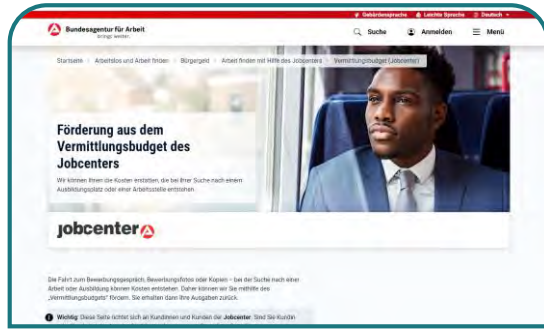 Gebärdensprache Leichte Sprache Deutsch
Bundesagentur für Arbeit
bringt weiter.
Suche Anmelden Menü
Startseite > Arbeitslos und Arbeit finden > Bürgergeld > Arbeit finden mit Hilfe des Jobcenters > Vermittlungsbudget (Jobcenter)
Förderung aus dem
Vermittlungsbudget des
Jobcenters
Wir können Ihnen die Kosten erstatten, die bei Ihrer Suche nach einem
Ausbildungsplatz oder einer Arbeitsstelle entstehen.
jobcenter
Die Fahrt zum Bewerbungsgespräch, Bewerbungsfotos oder Kopien – bei der Suche nach einer
Arbeit oder Ausbildung können Kosten entstehen. Daher können wir Sie mithilfe des
„Vermittlungsbudgets“ fördern. Sie erhalten dann Ihre Ausgaben zurück.
Wichtig: Diese Seite richtet sich an Kundinnen und Kunden der Jobcenter. Sind Sie Kundin